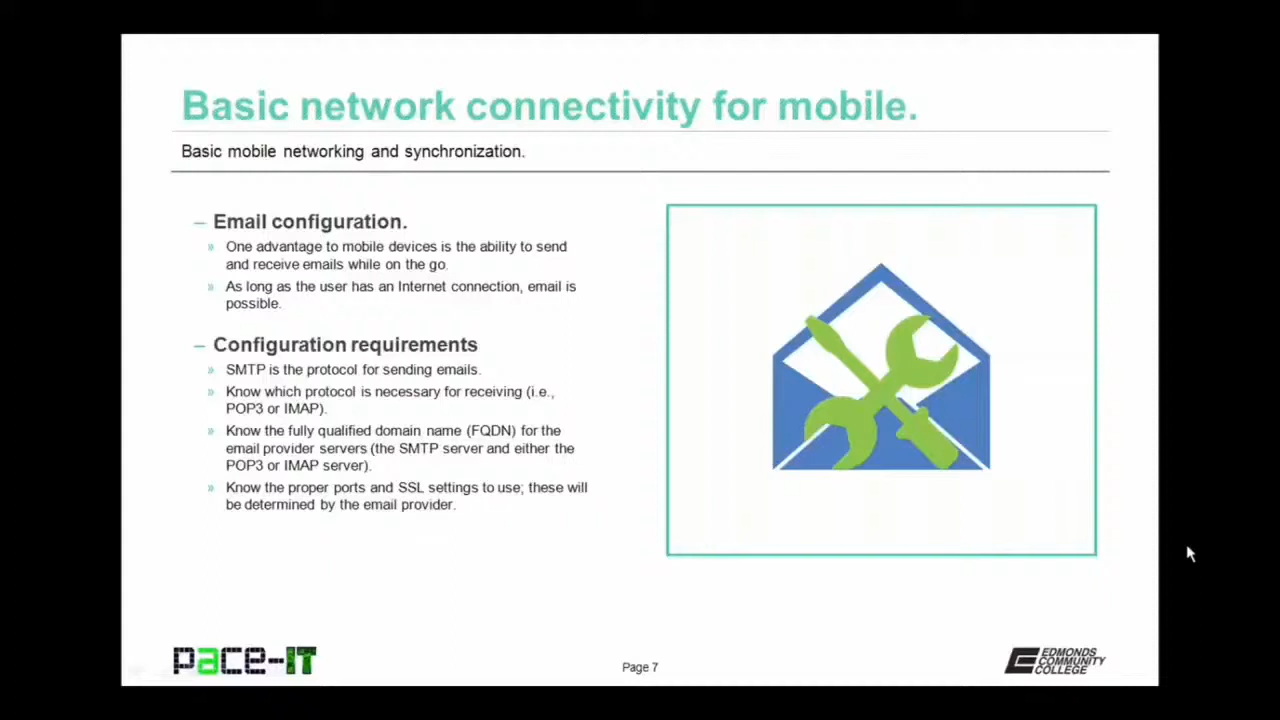 Basic network connectivity for mobile.
Basic mobile networking and synchronization.
– Email configuration.
» One advantage to mobile devices is the ability to send
and receive emails while on the go.
» As long as the user has an Internet connection, email is
possible.
– Configuration requirements
» SMTP is the protocol for sending emails.
» Know which protocol is necessary for receiving (i.e.,
POP3 or IMAP).
» Know the fully qualified domain name (FQDN) for the
email provider servers (the SMTP server and either the
POP3 or IMAP server).
» Know the proper ports and SSL settings to use; these will
be determined by the email provider.
pace-IT
Page 7
EDMONDS
COMMUNITY
COLLEGE